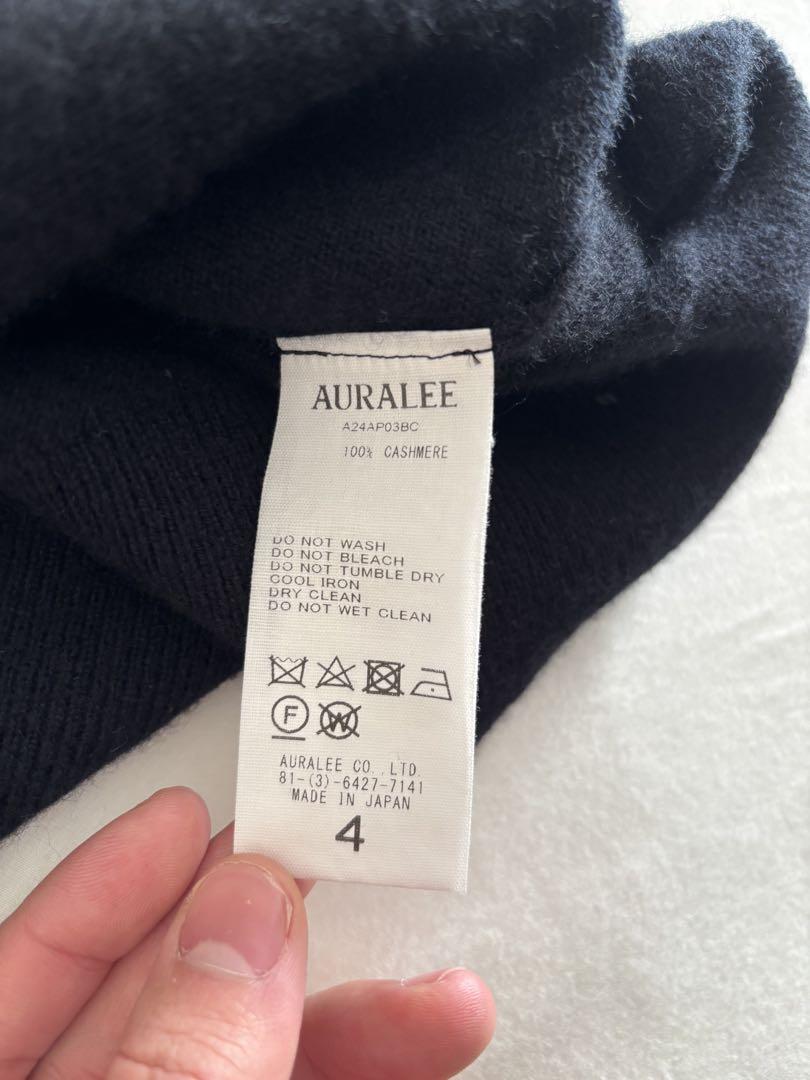 AURALEE
A24AP03BC
100% CASHMERE
DO NOT WASH
DO NOT BLEACH
DO NOT TUMBLE DRY
COOL IRON
DRY CLEAN
DO NOT WET CLEAN
F W
AURALEE CO.,LTD.
81-(3)-6427-7141
MADE IN JAPAN
4